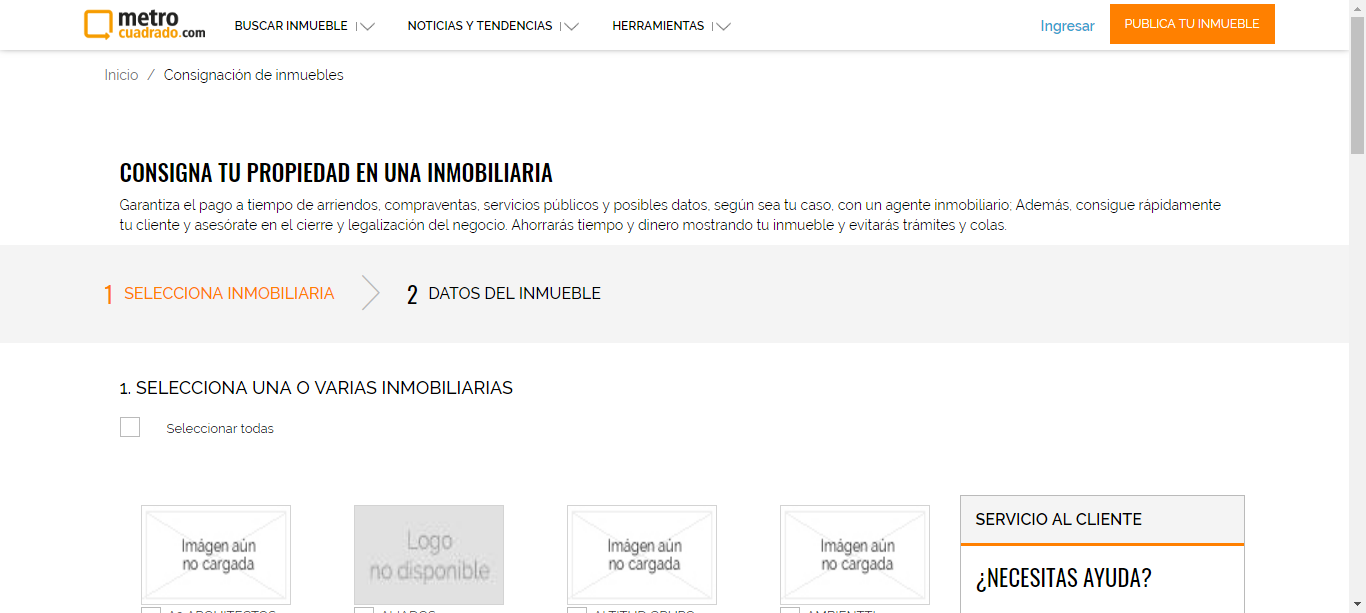 metro
cuadrado.com
BUSCAR INMUEBLE
NOTICIAS Y TENDENCIAS
HERRAMIENTAS
Ingresar
PUBLICA TU INMUEBLE
Inicio / Consignación de inmuebles
CONSIGNA TU PROPIEDAD EN UNA INMOBILIARIA
Garantiza el pago a tiempo de arriendos, compraventas, servicios públicos y posibles datos, según sea tu caso, con un agente inmobiliario; Además, consigue rápidamente
tu cliente y asesórate en el cierre y legalización del negocio. Ahorrarás tiempo y dinero mostrando tu inmueble y evitarás trámites y colas.
1 SELECCIONA INMOBILIARIA
2 DATOS DEL INMUEBLE
1. SELECCIONA UNA O VARIAS INMOBILIARIAS
Seleccionar todas
Imágen aún
no cargada
Logo
no disponible
Imágen aún
no cargada
Imágen aún
no cargada
SERVICIO AL CLIENTE
¿NECESITAS AYUDA?